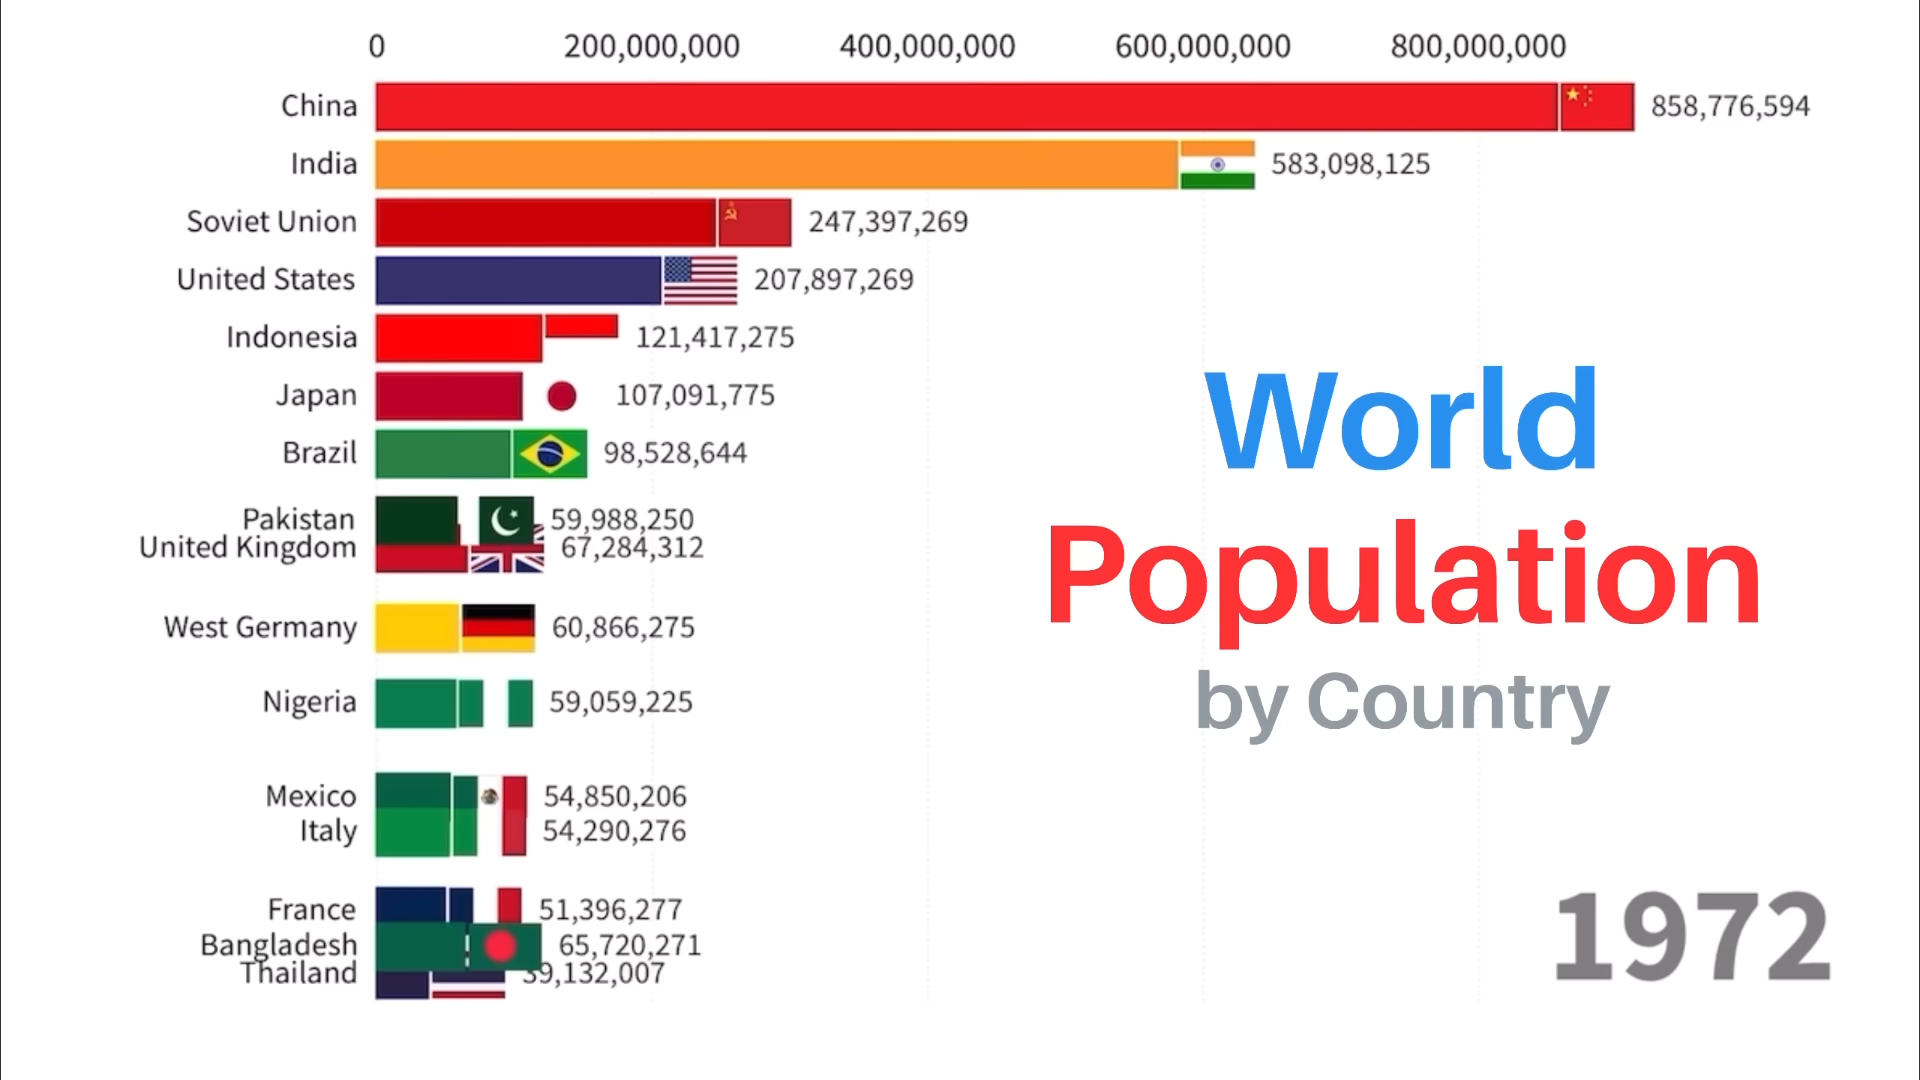 0 200,000,000 400,000,000 600,000,000 800,000,000
China 858,776,594
India 583,098,125
Soviet Union 247,397,269
United States 207,897,269
Indonesia 121,417,275
Japan 107,091,775
Brazil 98,528,644
Pakistan 59,988,250
United Kingdom 67,284,312
West Germany 60,866,275
Nigeria 59,059,225
Mexico 54,850,206
Italy 54,290,276
France 51,396,277
Bangladesh 65,720,271
Thailand 39,132,007
World
Population
by Country
1972